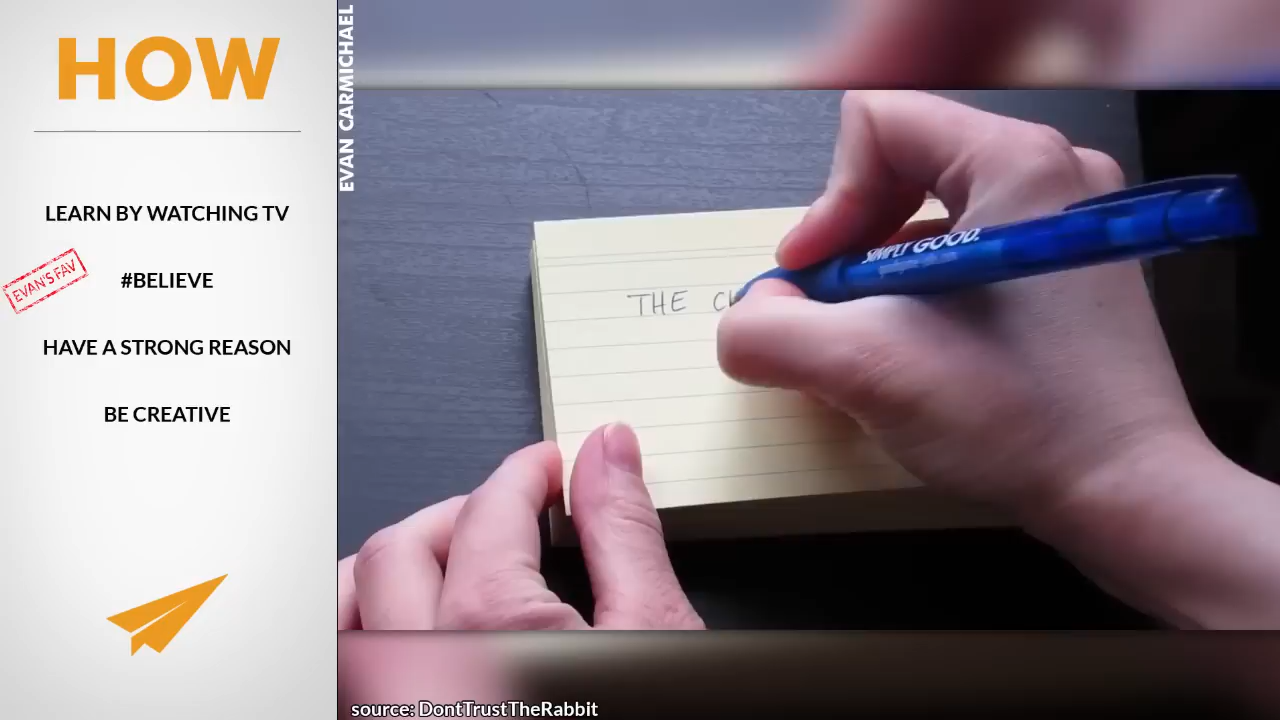 HOW
LEARN BY WATCHING TV
EVAN'S FAV
#BELIEVE
HAVE A STRONG REASON
BE CREATIVE
EVAN CARMICHAEL
THE CH
SIMPLY GOOD.
source: DontTrustTheRabbit